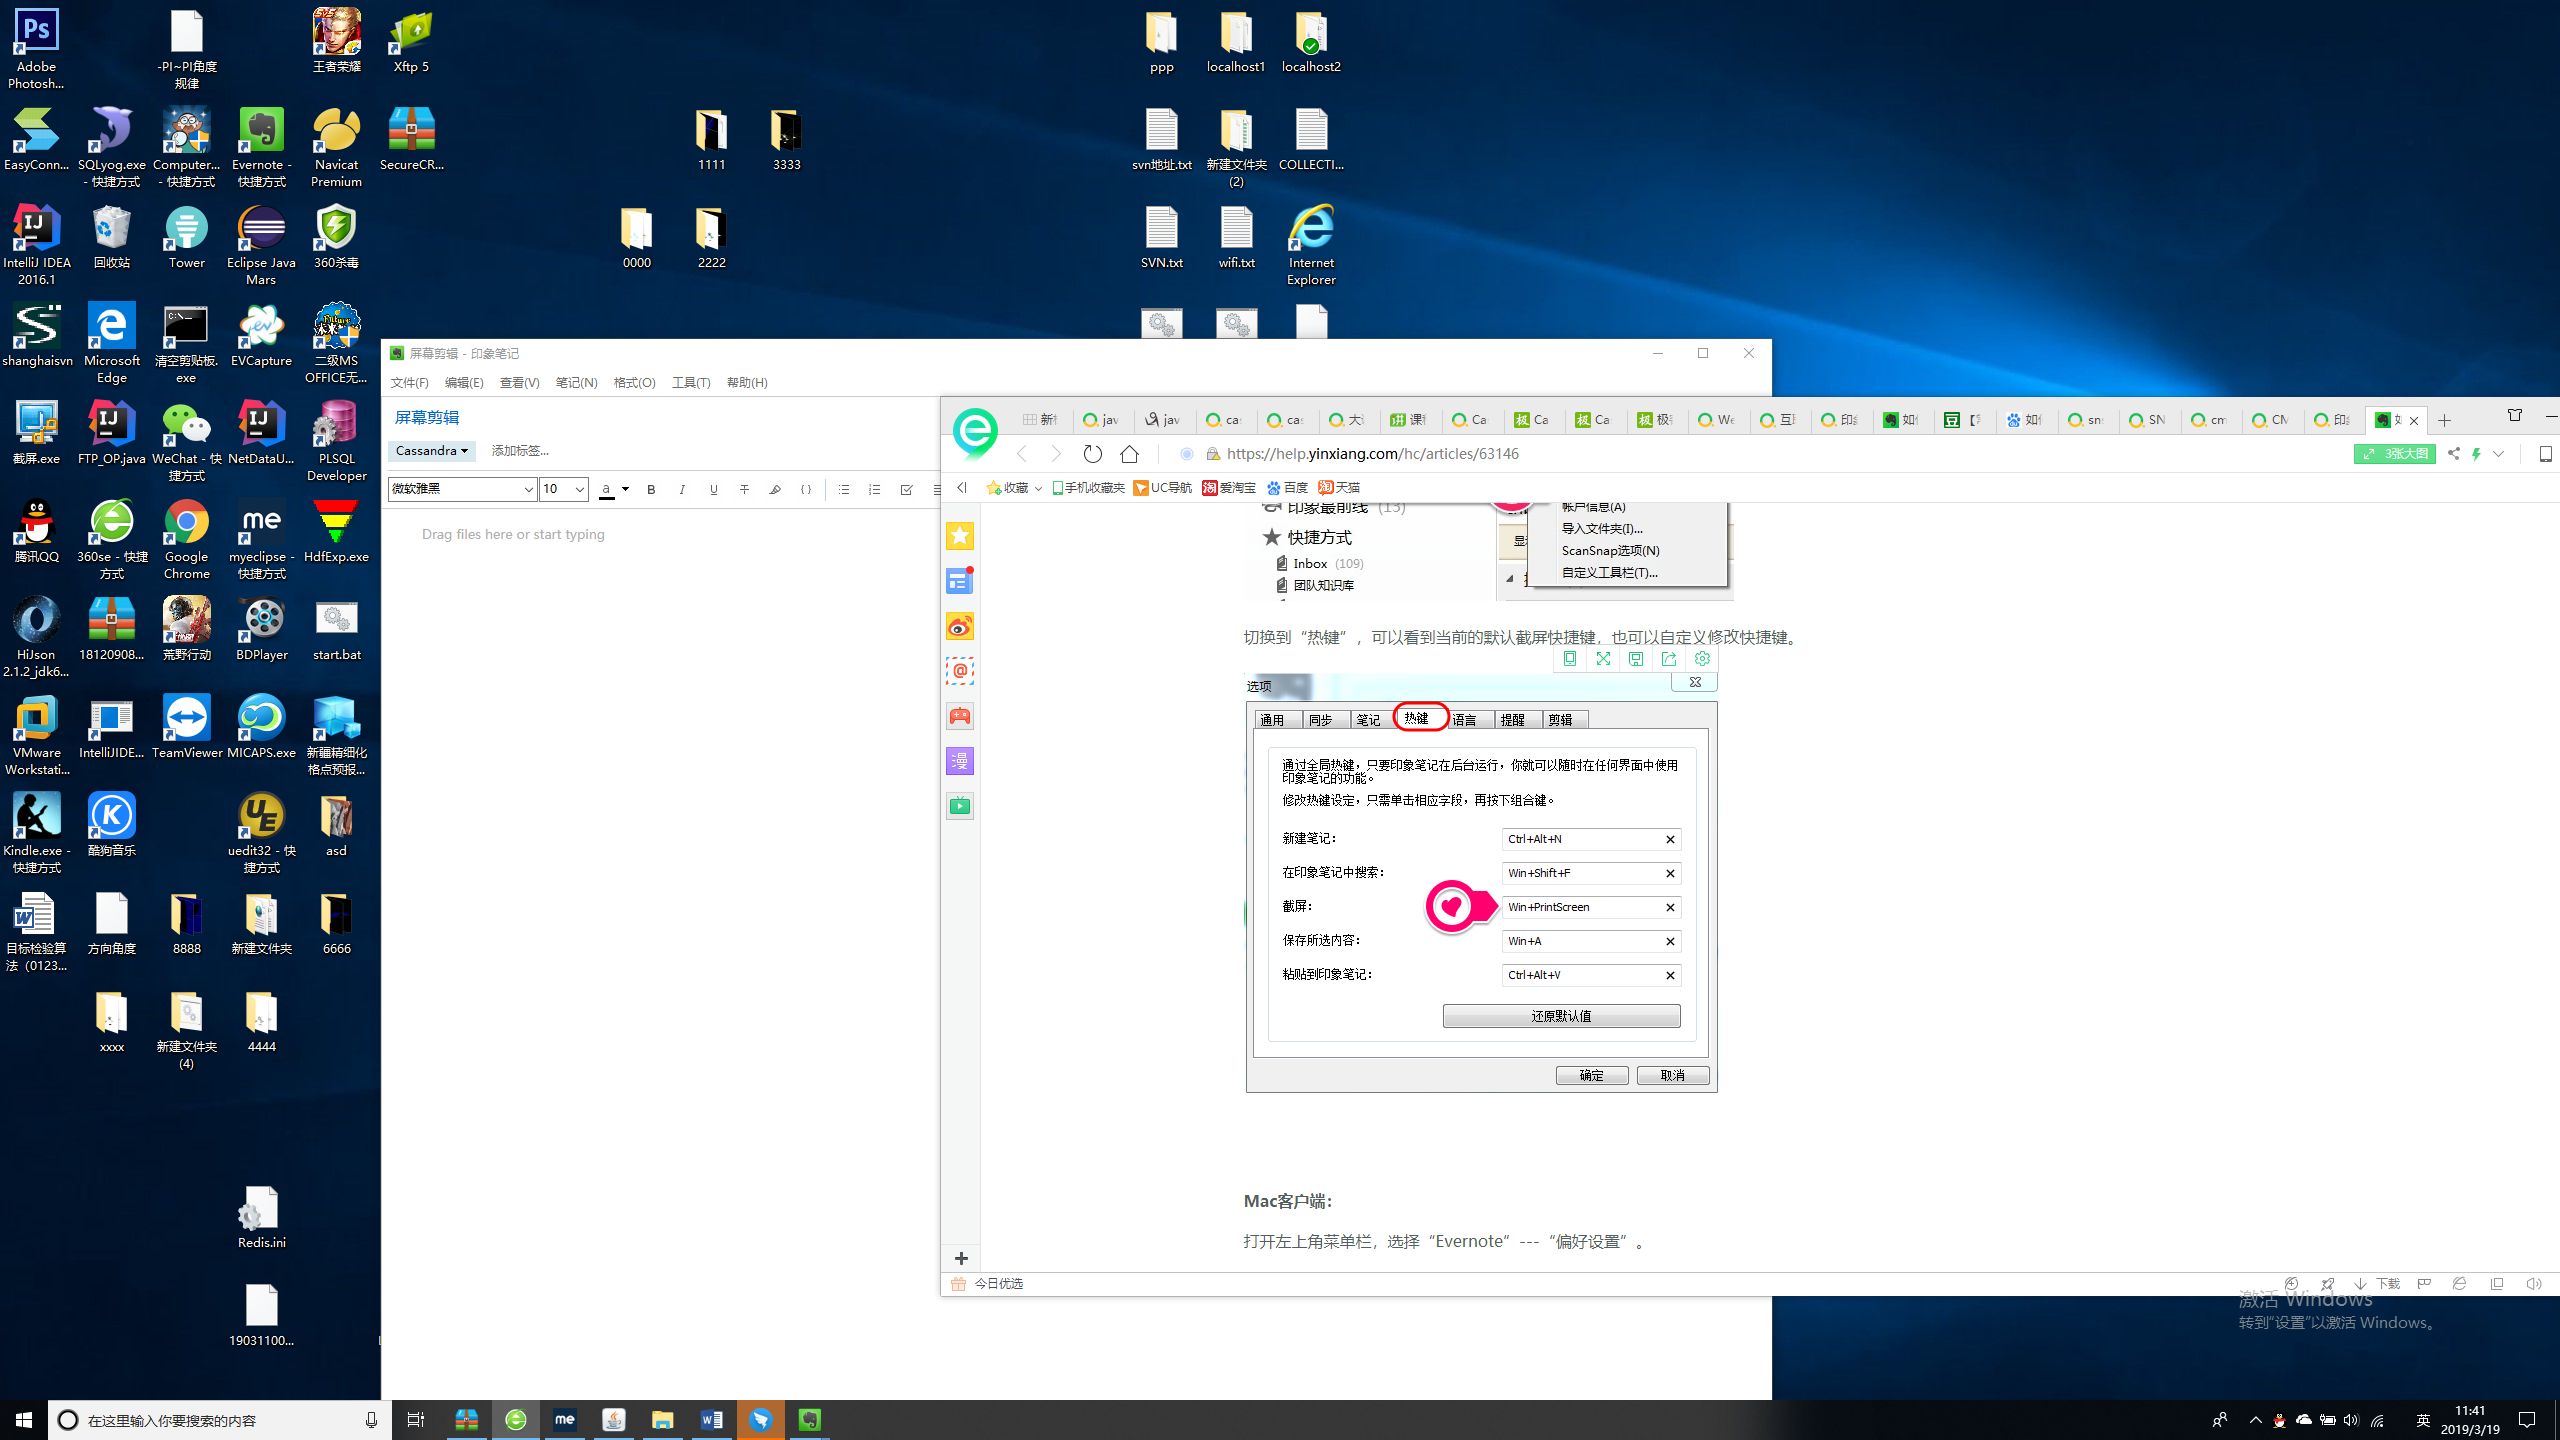 Adobe Photosh...
-PI~PI角度规律
王者荣耀
Xftp 5
ppp
localhost1
localhost2
EasyConn...
SQLyog.exe - 快捷方式
Computer... - 快捷方式
Evernote - 快捷方式
Navicat Premium
SecureCR...
1111
3333
svn地址.txt
新建文件夹 (2)
COLLECTI...
IntelliJ IDEA 2016.1
回收站
Tower
Eclipse Java Mars
360杀毒
0000
2222
SVN.txt
wifi.txt
Internet Explorer
shanghaisvn
Microsoft Edge
清空剪贴板.exe
EVCapture
二级MS OFFICE无...
截屏.exe
FTP_OP.java
WeChat - 快捷方式
NetDataU...
PLSQL Developer
腾讯QQ
360se - 快捷方式
Google Chrome
myeclipse - 快捷方式
HdfExp.exe
HiJson 2.1.2_jdk6...
18120908...
荒野行动
BDPlayer
start.bat
VMware Workstati...
IntelliJIDE...
TeamViewer
MICAPS.exe
新疆精细化格点预报...
Kindle.exe - 快捷方式
酷狗音乐
uedit32 - 快捷方式
asd
目标检验算法（0123...
方向角度
8888
新建文件夹
6666
xxxx
新建文件夹 (4)
4444
Redis.ini
19031100...
屏幕剪辑 - 印象笔记
文件(F) 编辑(E) 查看(V) 笔记(N) 格式(O) 工具(T) 帮助(H)
屏幕剪辑
Cassandra 添加标签...
微软雅黑 10 a B I U T
Drag files here or start typing
jav jav ca: ca: Ca Ca Ca We sn: SN cm CM
https://help.yinxiang.com/hc/articles/63146
3张大图
收藏 手机收藏夹 UC导航 爱淘宝 百度 天猫
印象最前线 (13)
快捷方式
Inbox (109)
团队知识库
帐户信息(A)
导入文件夹(I)...
ScanSnap选项(N)
自定义工具栏(T)...
切换到“热键”，可以看到当前的默认截屏快捷键，也可以自定义修改快捷键。
选项
通用 同步 笔记 热键 语言 提醒 剪辑
通过全局热键，只要印象笔记在后台运行，你就可以随时在任何界面中使用
印象笔记的功能。
修改热键设定，只需单击相应字段，再按下组合键。
新建笔记： Ctrl+Alt+N
在印象笔记中搜索： Win+Shift+F
截屏： Win+PrintScreen
保存所选内容： Win+A
粘贴到印象笔记： Ctrl+Alt+V
还原默认值
确定 取消
Mac客户端：
打开左上角菜单栏，选择“Evernote”---“偏好设置”。
今日优选
下载
激活 Windows
转到“设置”以激活 Windows。
在这里输入你要搜索的内容
英
11:41
2019/3/19